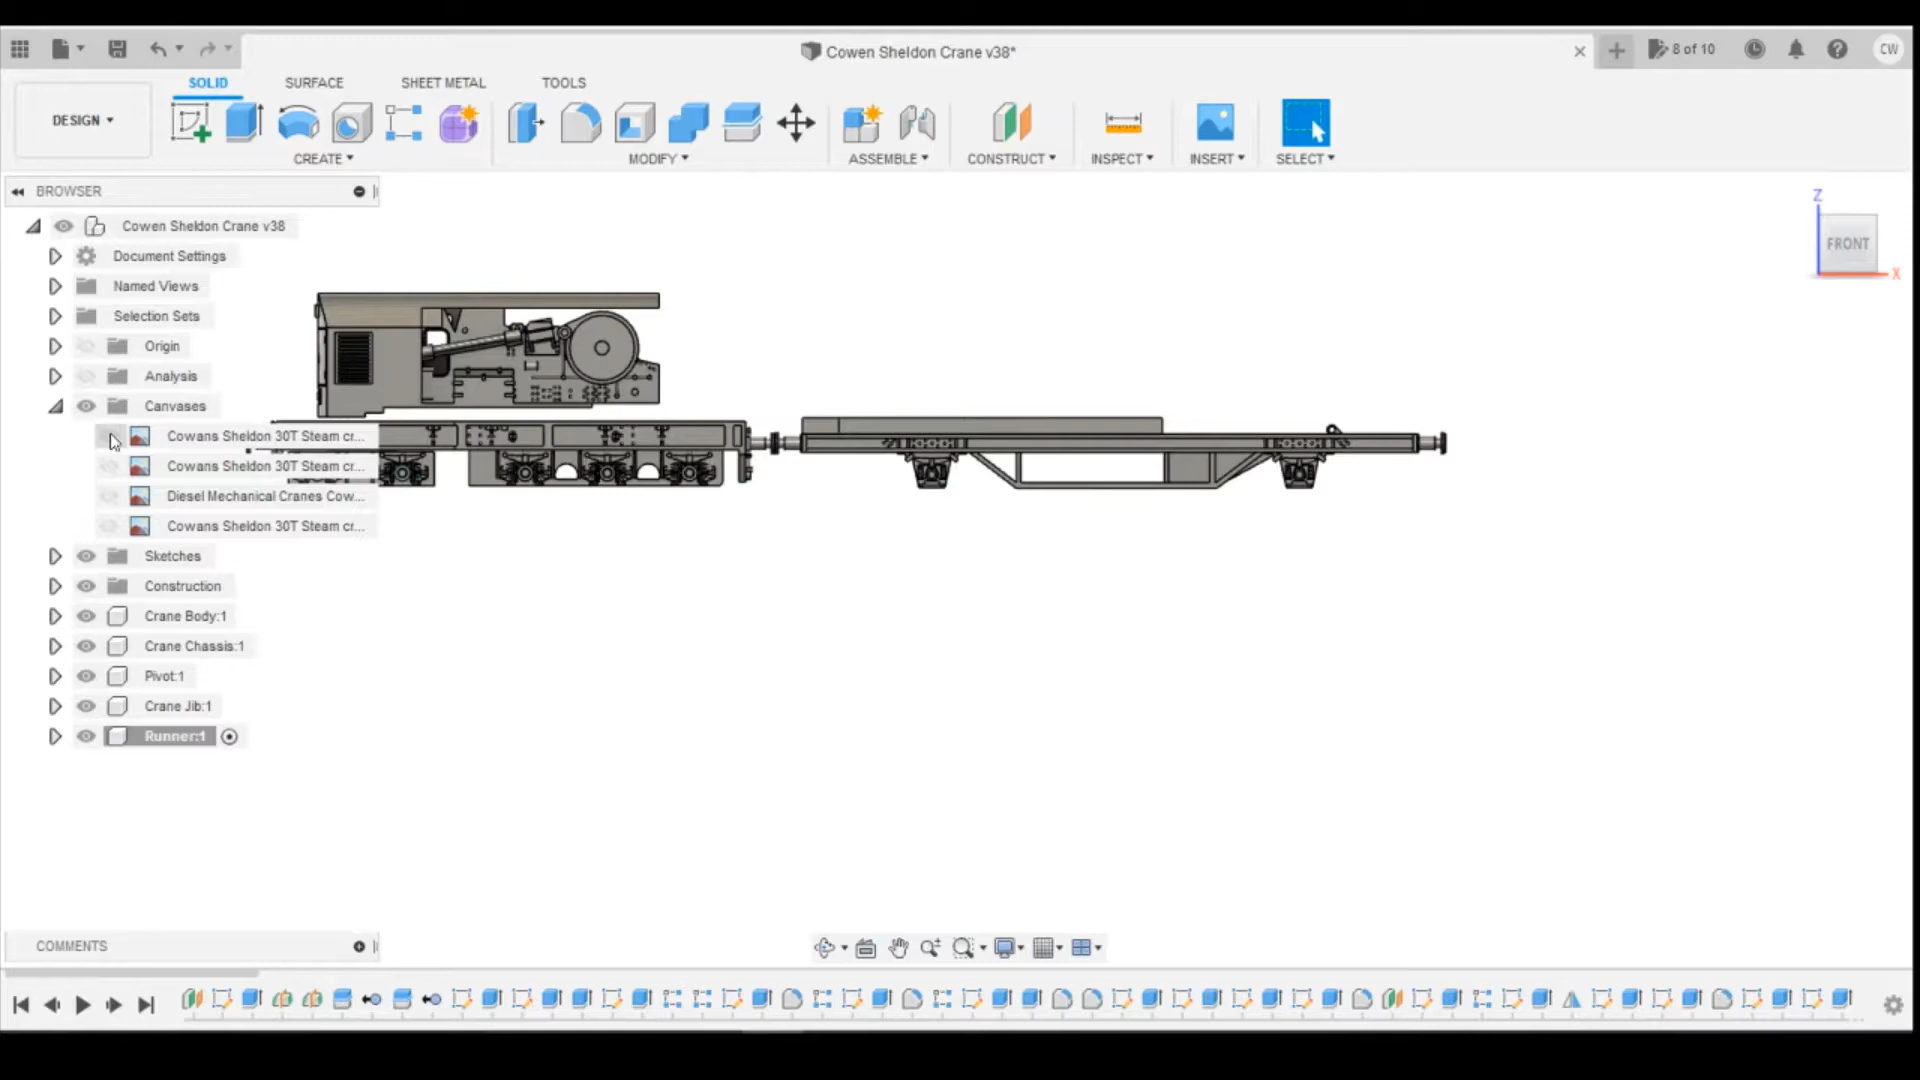 Cowen Sheldon Crane v38*
8 of 10
CW
DESIGN
SOLID
SURFACE
SHEET METAL
TOOLS
CREATE
MODIFY
ASSEMBLE
CONSTRUCT
INSPECT
INSERT
SELECT
BROWSER
Cowen Sheldon Crane v38
Document Settings
Named Views
Selection Sets
Origin
Analysis
Canvases
Cowans Sheldon 30T Steam cr...
Cowans Sheldon 30T Steam cr...
Diesel Mechanical Cranes Cow...
Cowans Sheldon 30T Steam cr...
Sketches
Construction
Crane Body:1
Crane Chassis:1
Pivot:1
Crane Jib:1
Runner:1
Z
FRONT
X
COMMENTS